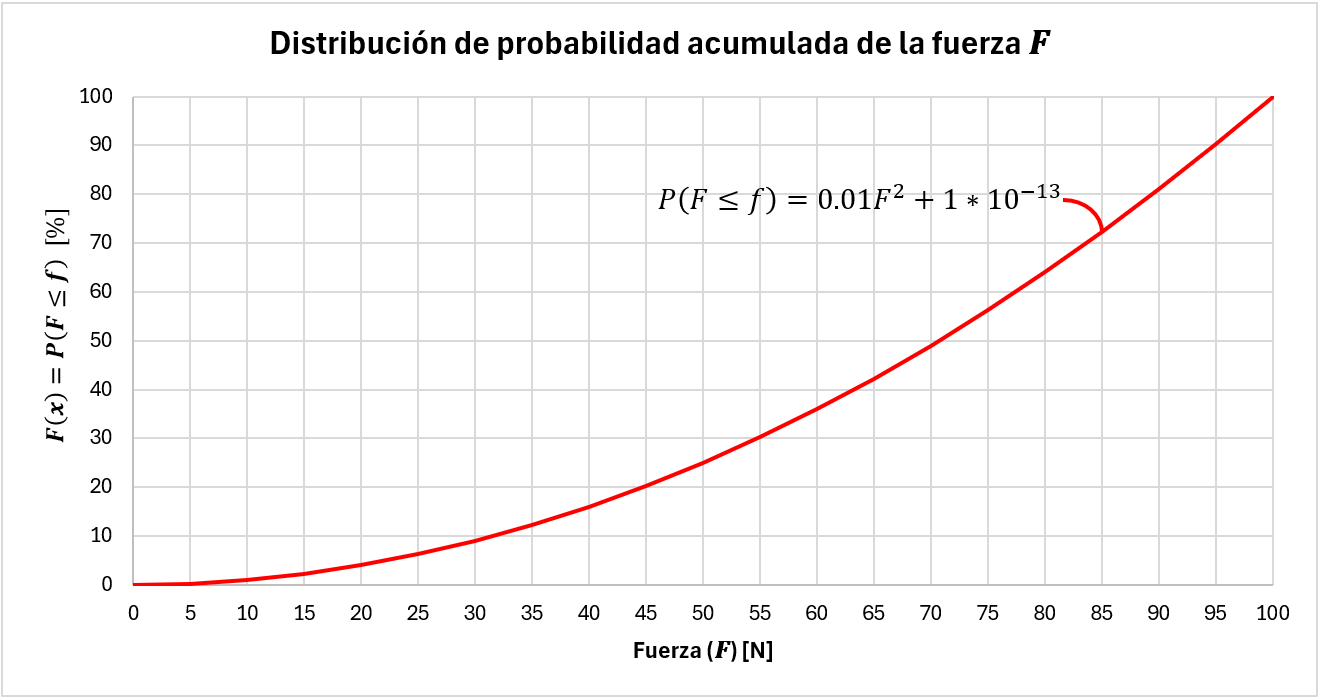 Distribución de probabilidad acumulada de la fuerza F
F(x) = P(F ≤ f) [%]
100
90
80
70
60
50
40
30
20
10
0
P(F ≤ f) = 0.01F² + 1 ∗ 10⁻¹³
0 5 10 15 20 25 30 35 40 45 50 55 60 65 70 75 80 85 90 95 100
Fuerza (F) [N]